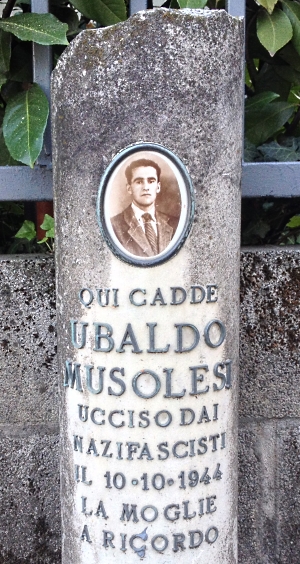 QUI CADDE
UBALDO
MUSOLESI
UCCISO DAI
NAZIFASCISTI
IL 10·10·1944
LA MOGLIE
A RICORDO